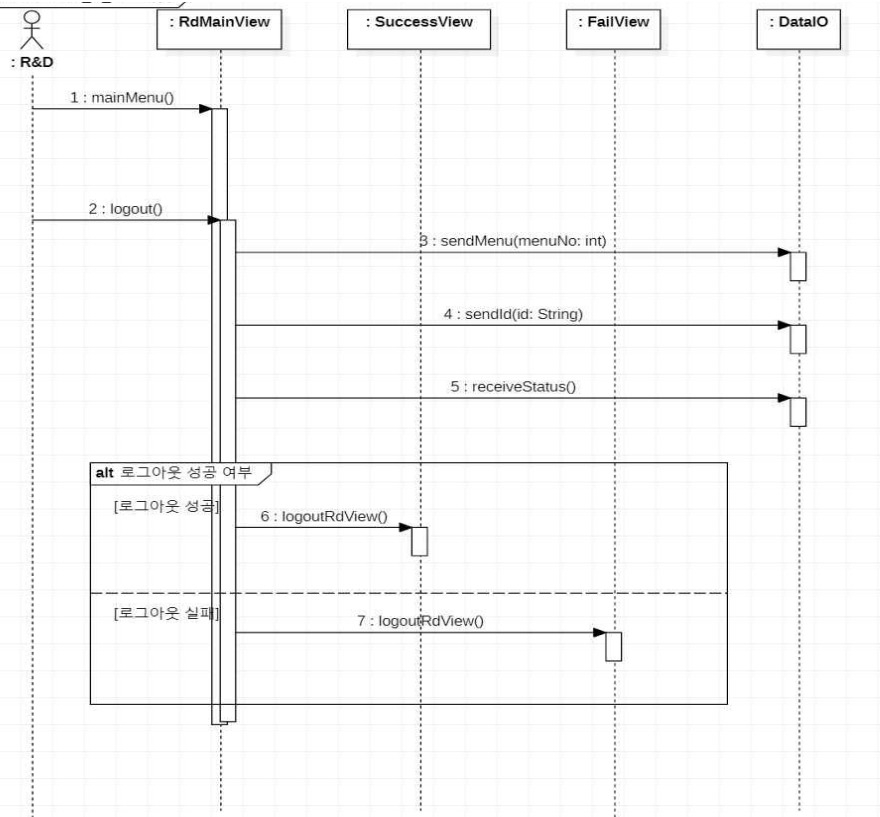 : R&D
: RdMainView
: SuccessView
: FailView
: DataIO
1 : mainMenu()
2 : logout()
3 : sendMenu(menuNo: int)
4 : sendId(id: String)
5 : receiveStatus()
alt 로그아웃 성공 여부
[로그아웃 성공]
6 : logoutRdView()
[로그아웃 실패]
7 : logoutRdView()